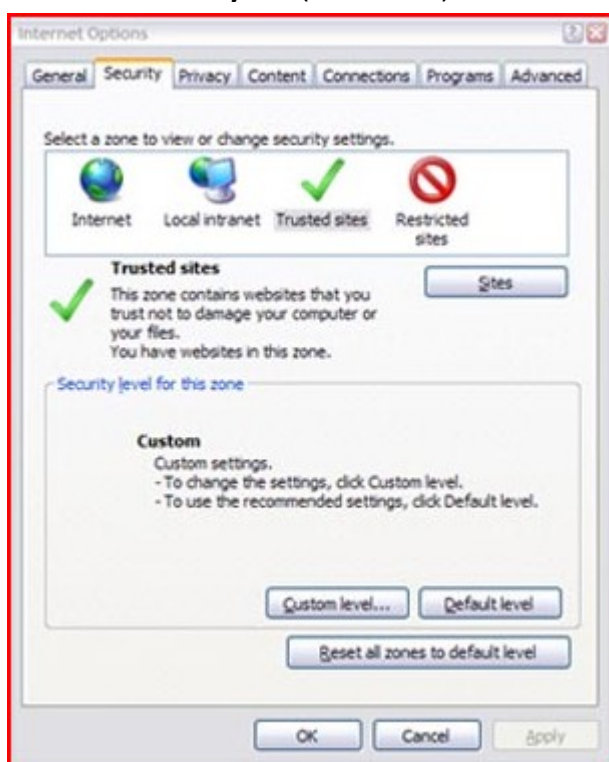 Internet Options
General Security Privacy Content Connections Programs Advanced
Select a zone to view or change security settings.
Internet Local intranet Trusted sites Restricted sites
Trusted sites
Sites
This zone contains websites that you
trust not to damage your computer or
your files.
You have websites in this zone.
Security level for this zone
Custom
Custom settings.
- To change the settings, click Custom level.
- To use the recommended settings, click Default level.
Custom level... Default level
Reset all zones to default level
OK Cancel Apply